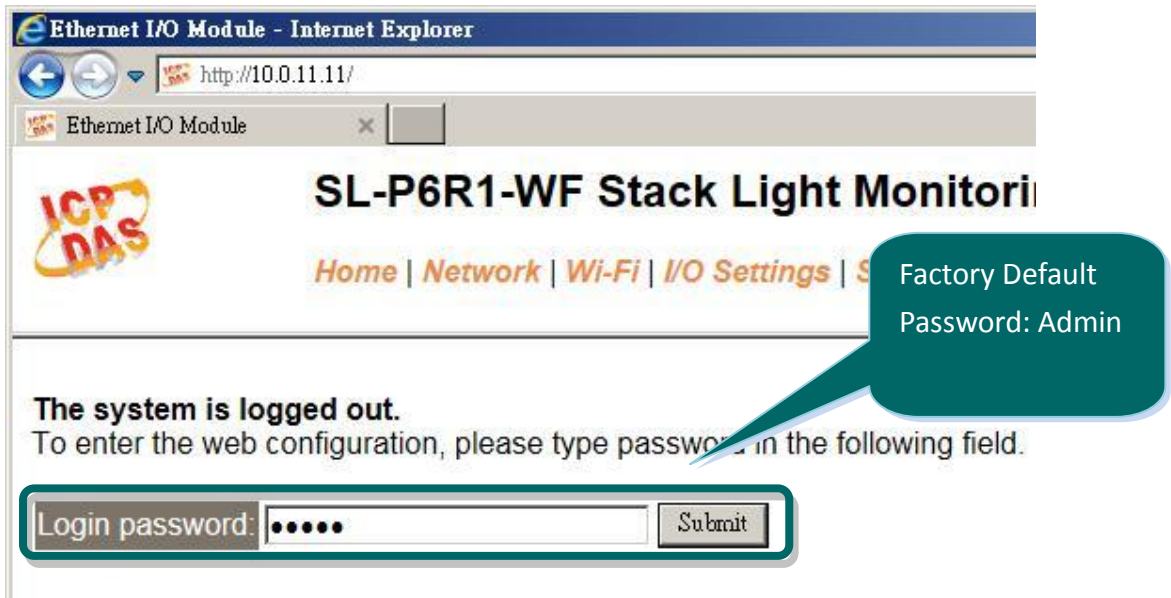 Ethernet I/O Module - Internet Explorer
http://10.0.11.11/
Ethernet I/O Module
ICP
DAS
SL-P6R1-WF Stack Light Monitori
Home | Network | Wi-Fi | I/O Settings | S
Factory Default
Password: Admin
The system is logged out.
To enter the web configuration, please type password in the following field.
Login password: ●●●●● Submit